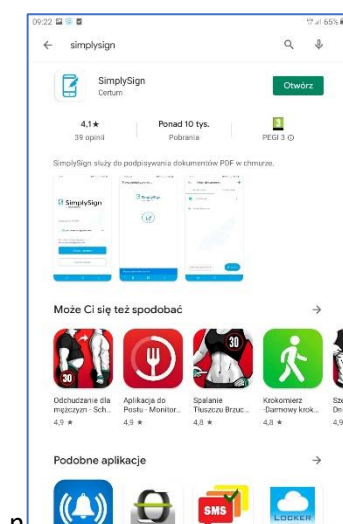 09:22 65%
simplysign
SimplySign
Certum
Otwórz
4,1★ Ponad 10 tys. 3
39 opinii Pobrania PEGI 3
SimplySign służy do podpisywania dokumentów PDF w chmurze.
SimplySign
SimplySign
Może Ci się też spodobać
30 30
Odchudzanie dla Aplikacja do Spalanie Krokomierz
mężczyzn - Sch... Postu - Monitor... Tłuszczu Brzuc... -Darmowy krok...
4,9 ★ 4,9 ★ 4,8 ★ 4,8 ★ 4,9
Podobne aplikacje
SMS LOCKER
n